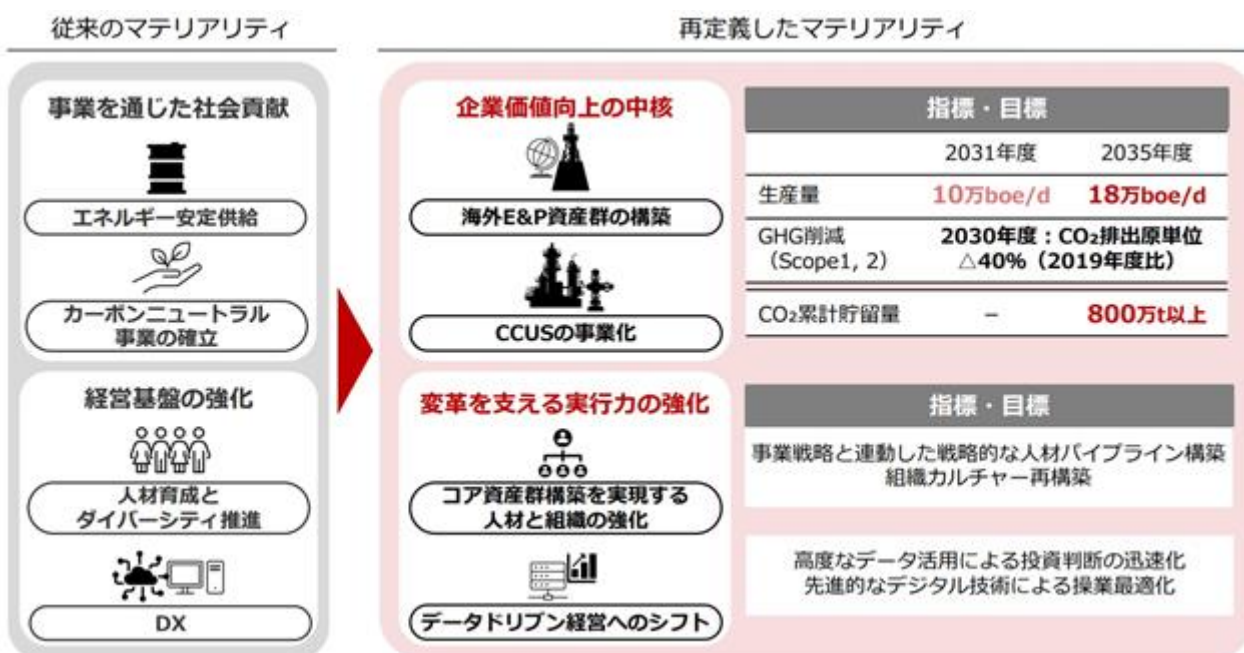 従来のマテリアリティ
再定義したマテリアリティ
事業を通じた社会貢献
エネルギー安定供給
カーボンニュートラル
事業の確立
経営基盤の強化
人材育成と
ダイバーシティ推進
DX
企業価値向上の中核
海外E&P資産群の構築
CCUSの事業化
指標・目標
2031年度 2035年度
生産量 10万boe/d 18万boe/d
GHG削減 2030年度：CO₂排出原単位
（Scope1, 2） △40%（2019年度比）
CO₂累計貯留量 – 800万t以上
変革を支える実行力の強化
コア資産群構築を実現する
人材と組織の強化
データドリブン経営へのシフト
指標・目標
事業戦略と連動した戦略的な人材パイプライン構築
組織カルチャー再構築
高度なデータ活用による投資判断の迅速化
先進的なデジタル技術による操業最適化